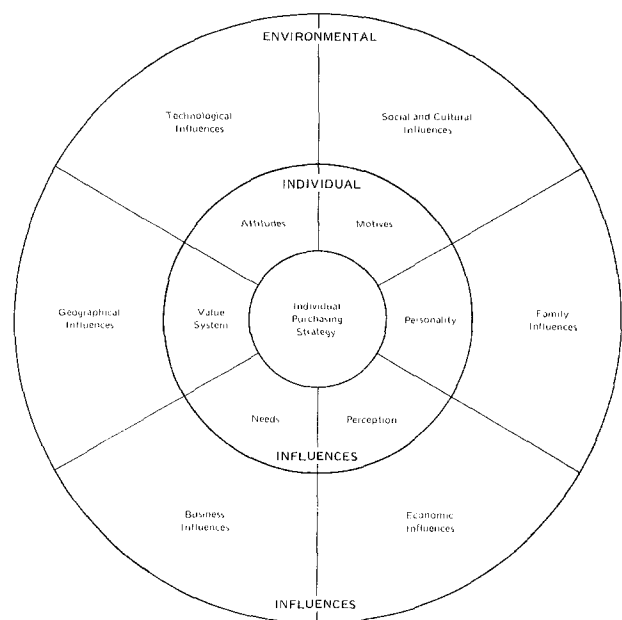 ENVIRONMENTAL
Technological
Influences
Social and Cultural
Influences
INDIVIDUAL
Attitudes
Motives
Geographical
Influences
Value
System
Individual
Purchasing
Strategy
Personality
Family
Influences
Needs
Perception
INFLUENCES
Business
Influences
Economic
Influences
INFLUENCES